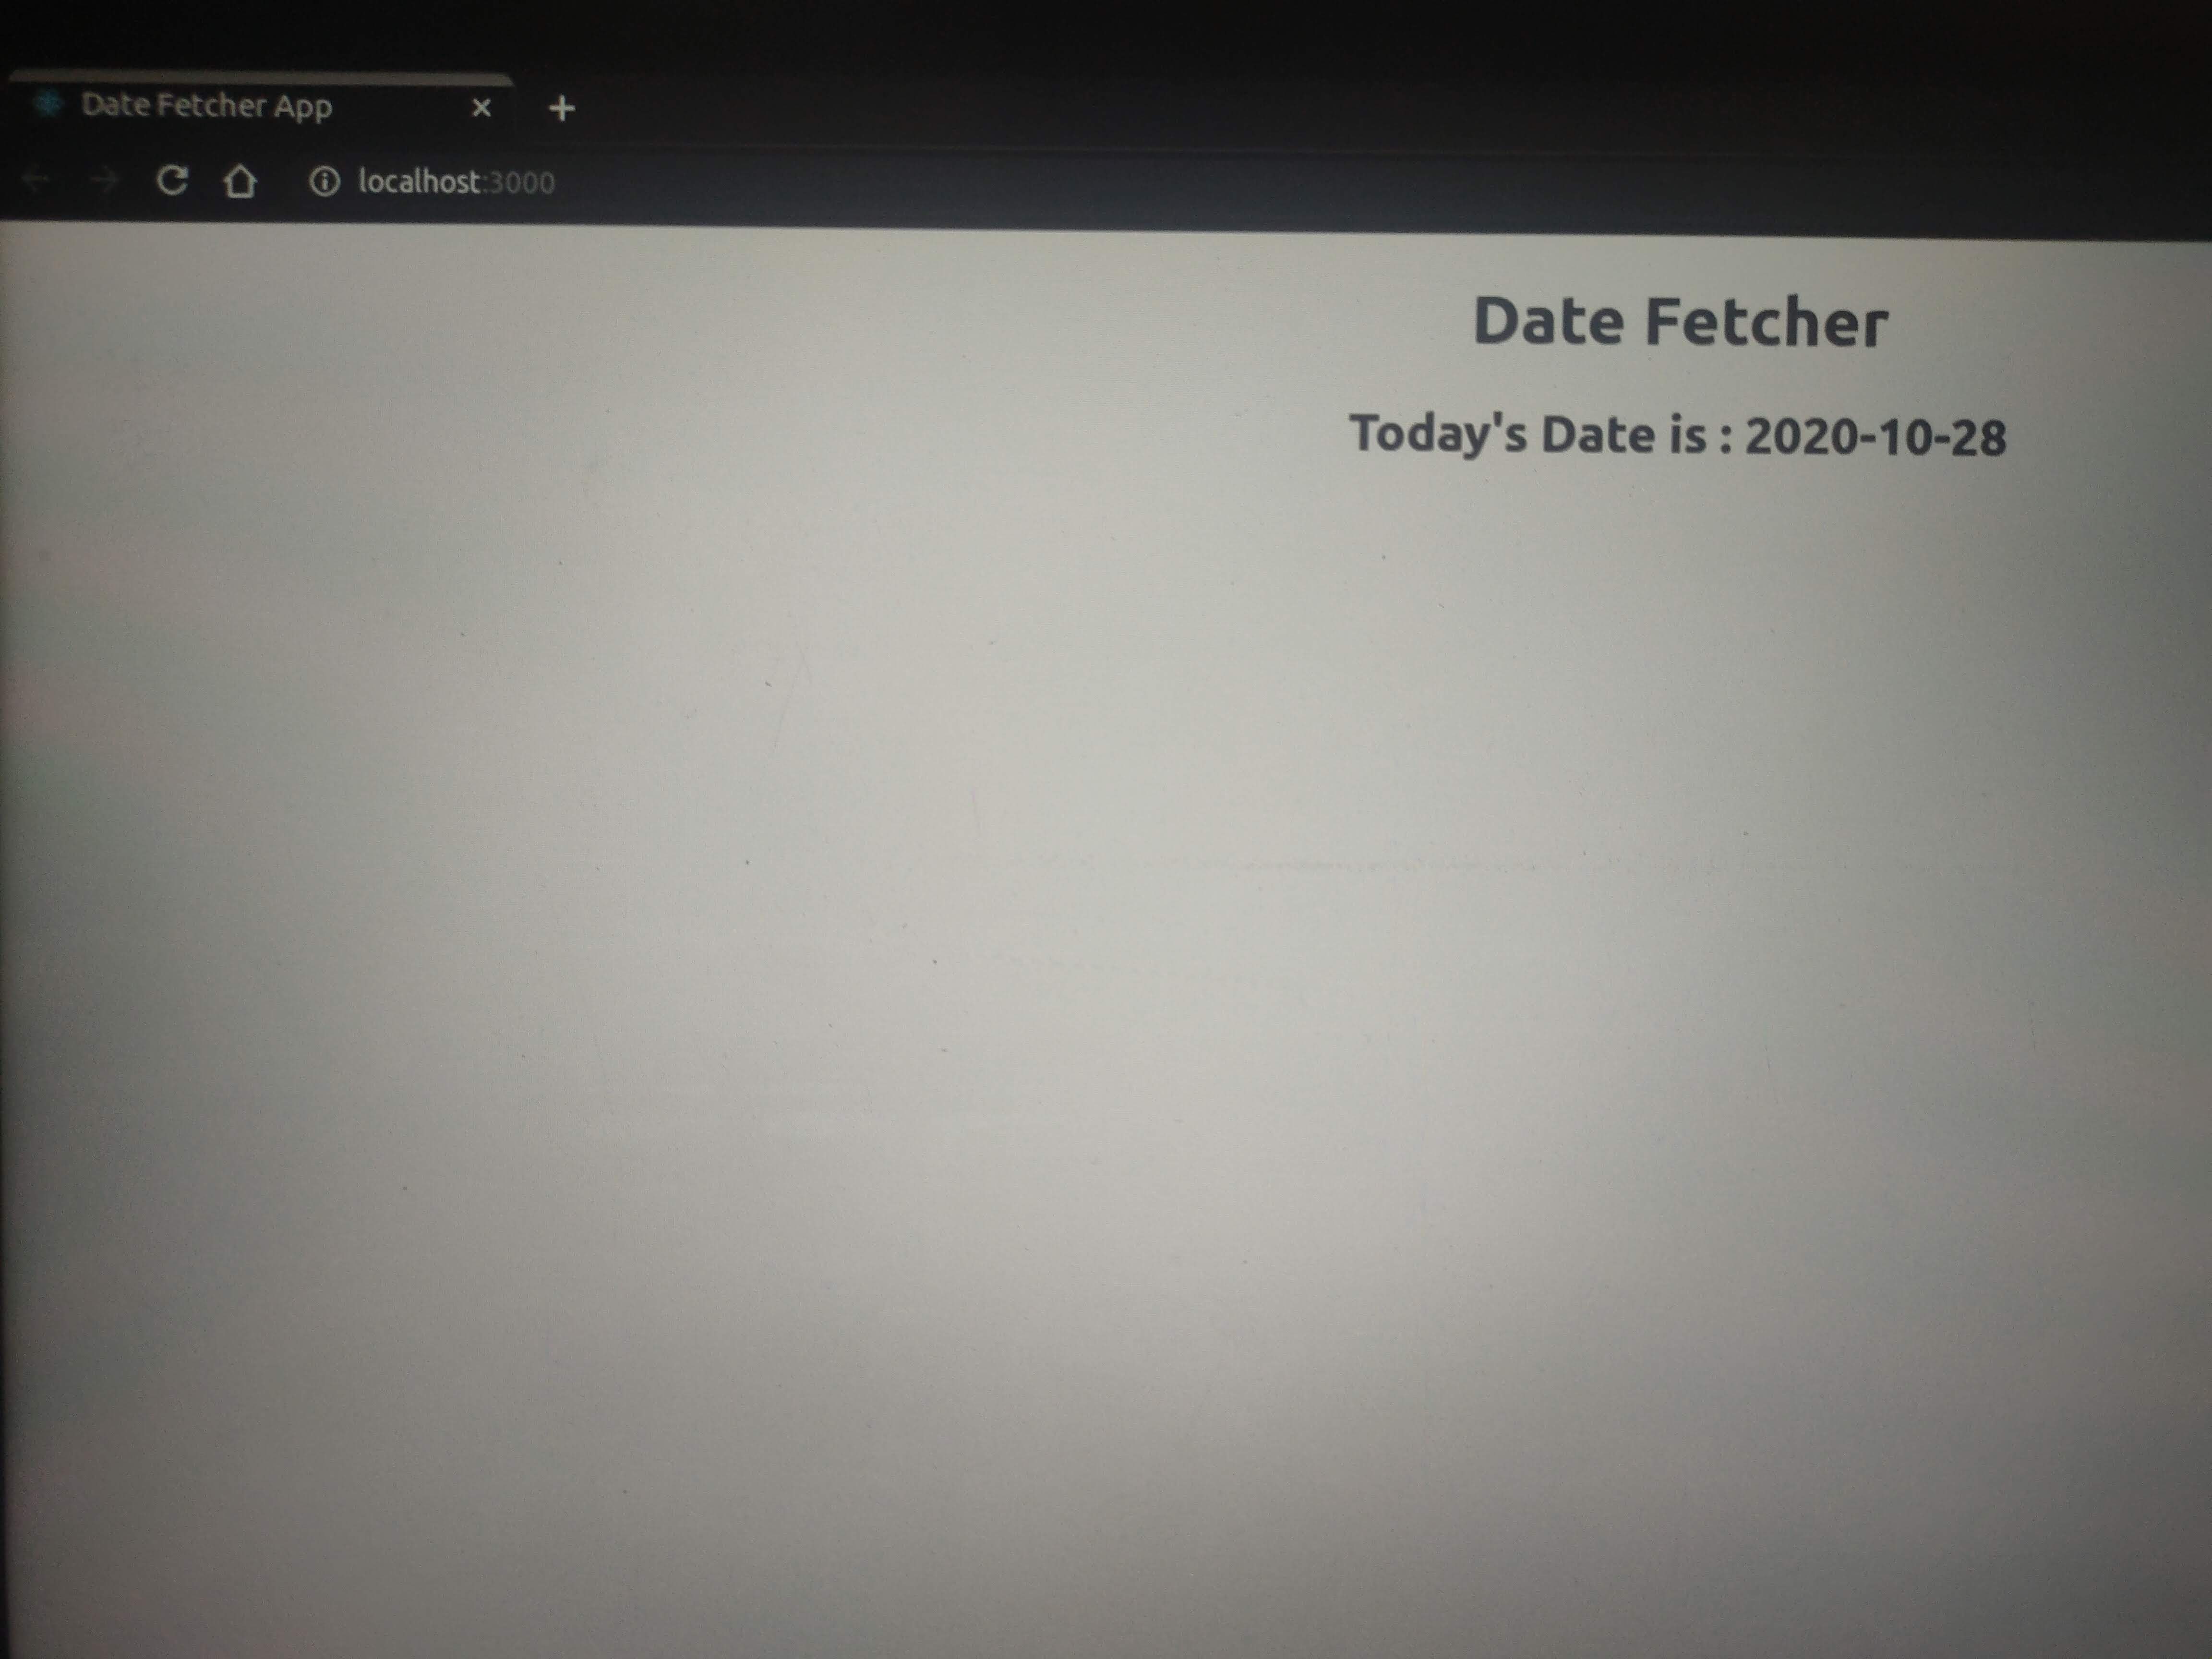 Date Fetcher App
localhost:3000
Date Fetcher
Today's Date is : 2020-10-28